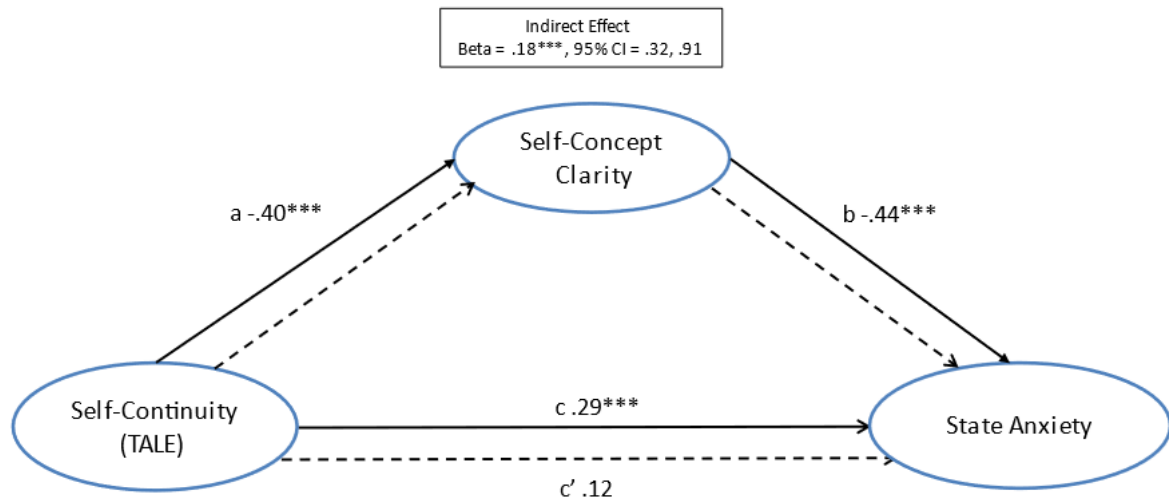 Indirect Effect
Beta = .18***, 95% CI = .32, .91
Self-Concept
Clarity
a -.40***
b -.44***
Self-Continuity
(TALE)
c .29***
State Anxiety
c’ .12